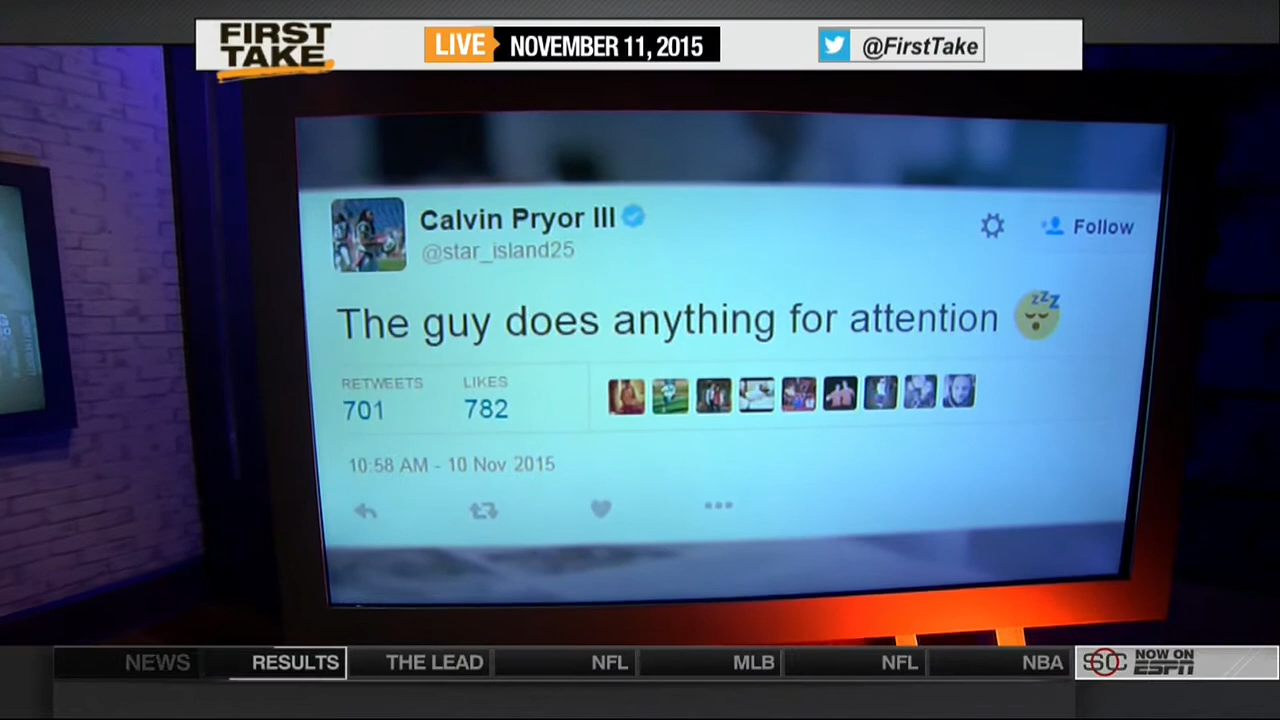 FIRST
TAKE
LIVE
NOVEMBER 11, 2015
@FirstTake
Calvin Pryor III
@star_island25
Follow
The guy does anything for attention
zzz
RETWEETS
LIKES
701
782
10:58 AM - 10 Nov 2015
NEWS
RESULTS
THE LEAD
NFL
MLB
NFL
NBA
SC
NOW ON
ESPN